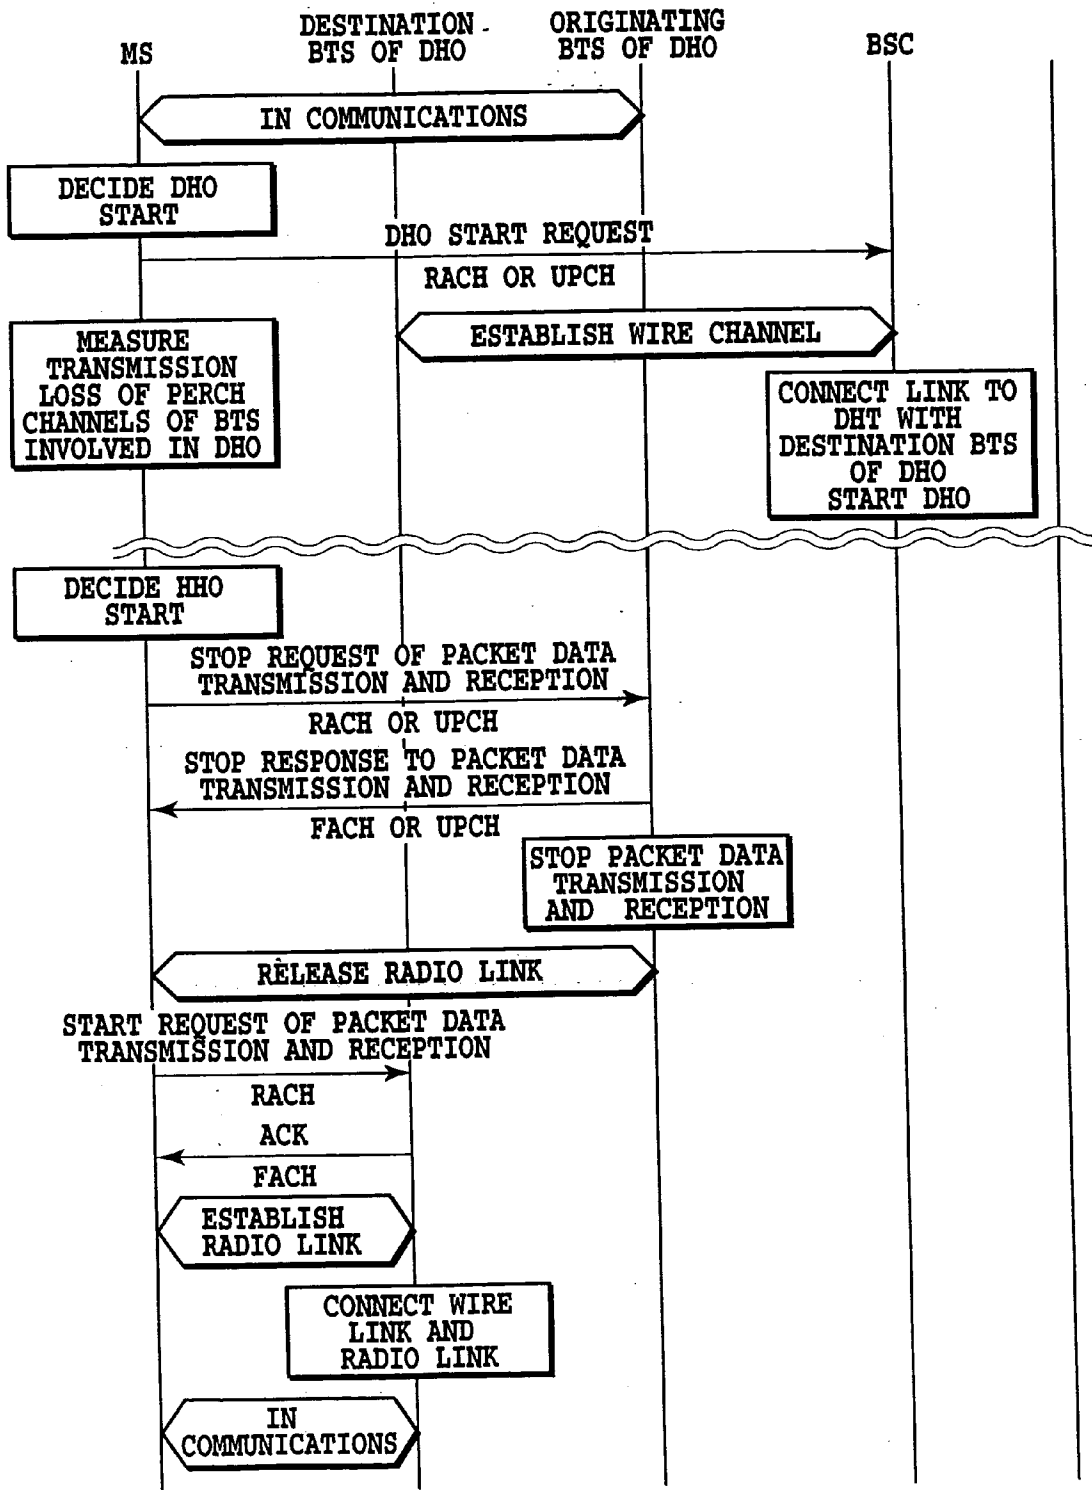 MS
DESTINATION
BTS OF DHO
ORIGINATING
BTS OF DHO
BSC
IN COMMUNICATIONS
DECIDE DHO
START
DHO START REQUEST
RACH OR UPCH
MEASURE
TRANSMISSION
LOSS OF PERCH
CHANNELS OF BTS
INVOLVED IN DHO
ESTABLISH WIRE CHANNEL
CONNECT LINK TO
DHT WITH
DESTINATION BTS
OF DHO
START DHO
DECIDE HHO
START
STOP REQUEST OF PACKET DATA
TRANSMISSION AND RECEPTION
RACH OR UPCH
STOP RESPONSE TO PACKET DATA
TRANSMISSION AND RECEPTION
FACH OR UPCH
STOP PACKET DATA
TRANSMISSION
AND RECEPTION
RELEASE RADIO LINK
START REQUEST OF PACKET DATA
TRANSMISSION AND RECEPTION
RACH
ACK
FACH
ESTABLISH
RADIO LINK
CONNECT WIRE
LINK AND
RADIO LINK
IN
COMMUNICATIONS